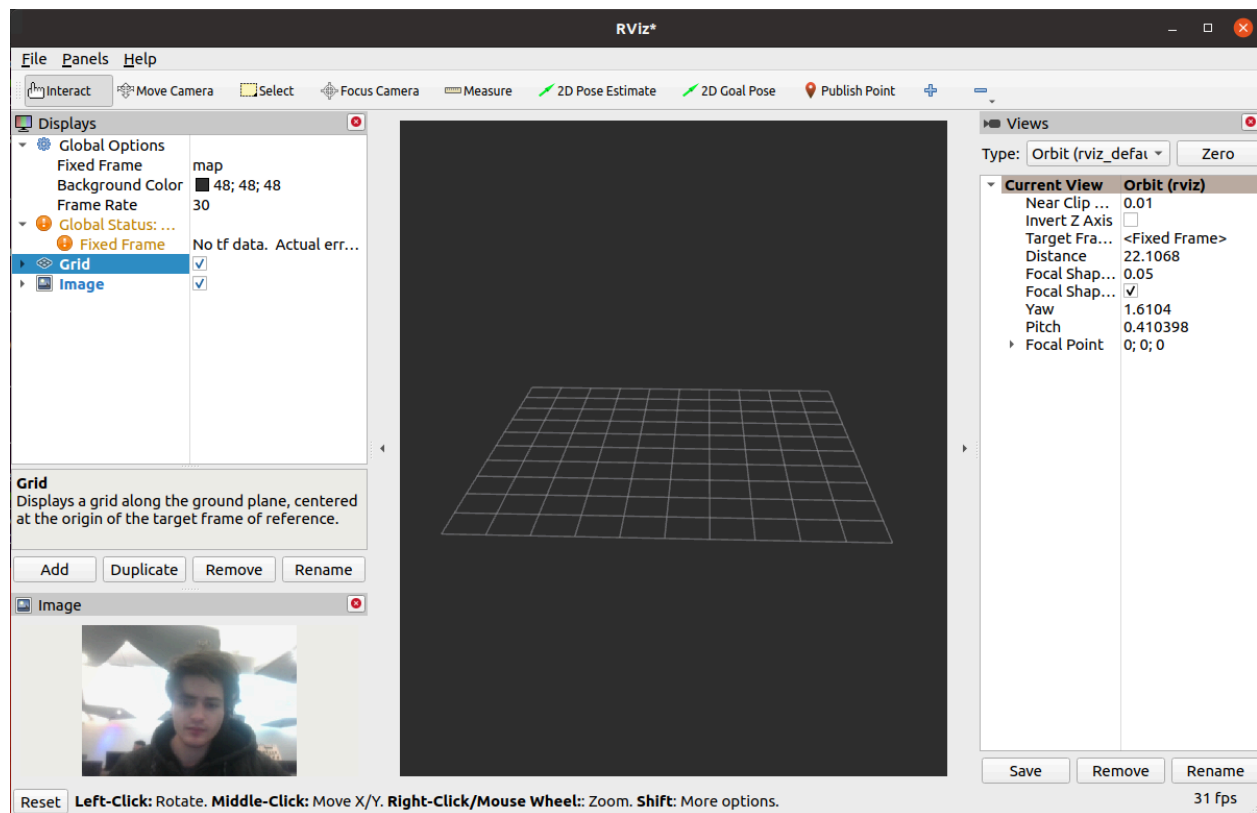 RViz*
File Panels Help
Interact Move Camera Select Focus Camera Measure 2D Pose Estimate 2D Goal Pose Publish Point
Displays
Global Options
Fixed Frame map
Background Color 48; 48; 48
Frame Rate 30
Global Status: ...
Fixed Frame No tf data. Actual err...
Grid
Image
Grid
Displays a grid along the ground plane, centered
at the origin of the target frame of reference.
Add Duplicate Remove Rename
Image
Views
Type: Orbit (rviz_defau Zero
Current View Orbit (rviz)
Near Clip ... 0.01
Invert Z Axis
Target Fra... <Fixed Frame>
Distance 22.1068
Focal Shap... 0.05
Focal Shap...
Yaw 1.6104
Pitch 0.410398
Focal Point 0; 0; 0
Save Remove Rename
Reset Left-Click: Rotate. Middle-Click: Move X/Y. Right-Click/Mouse Wheel:: Zoom. Shift: More options. 31 fps